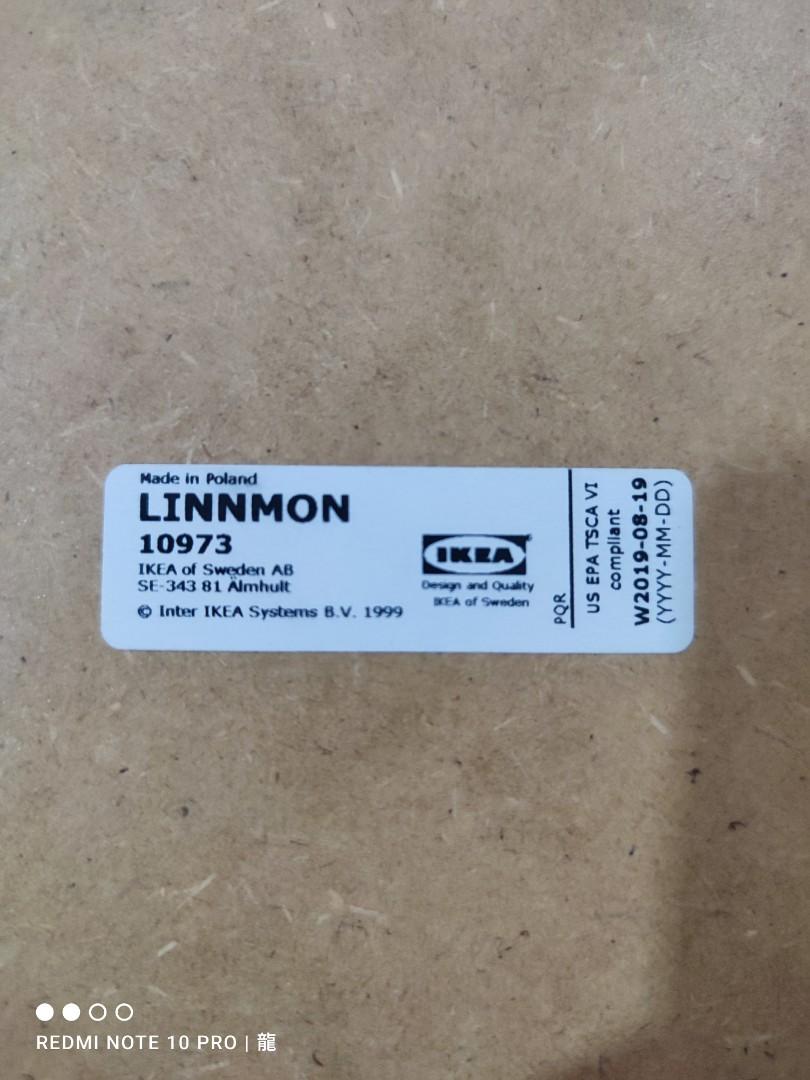 Made in Poland
LINNMON
10973
IKEA of Sweden AB
SE-343 81 Älmhult
© Inter IKEA Systems B.V. 1999
IKEA
Design and Quality
IKEA of Sweden
PQR
US EPA TSCA VI
compliant
W2019-08-19
(YYYY-MM-DD)
REDMI NOTE 10 PRO | 龍